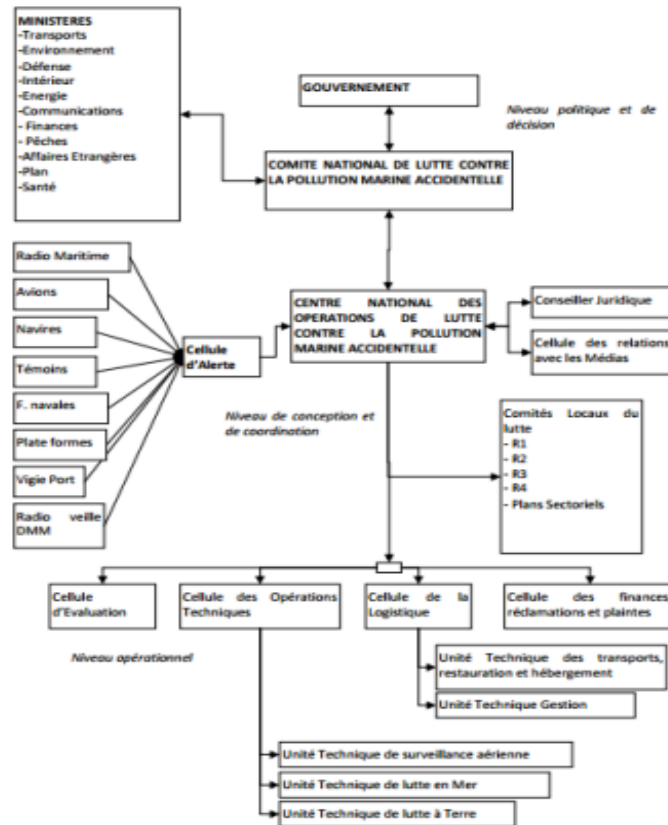 MINISTERES
-Transports
-Environnement
-Défense
-Intérieur
-Energie
-Communications
- Finances
- Pêches
-Affaires Etrangères
-Plan
-Santé
GOUVERNEMENT
Niveau politique et de
décision
COMITE NATIONAL DE LUTTE CONTRE
LA POLLUTION MARINE ACCIDENTELLE
Radio Maritime
Avions
Navires
Témoins
F. navales
Plate formes
Vigie Port
Radio veille
DMM
Cellule
d'Alerte
CENTRE NATIONAL DES
OPERATIONS DE LUTTE
CONTRE LA POLLUTION
MARINE ACCIDENTELLE
Conseiller Juridique
Cellule des relations
avec les Médias
Niveau de conception et
de coordination
Comités Locaux du
lutte
- R1
- R2
- R3
- R4
- Plans Sectoriels
Cellule
d'Evaluation
Cellule des Opérations
Techniques
Cellule de la
Logistique
Cellule des finances,
réclamations et plaintes
Niveau opérationnel
Unité Technique des transports,
restauration et hébergement
Unité Technique Gestion
Unité Technique de surveillance aérienne
Unité Technique de lutte en Mer
Unité Technique de lutte à Terre